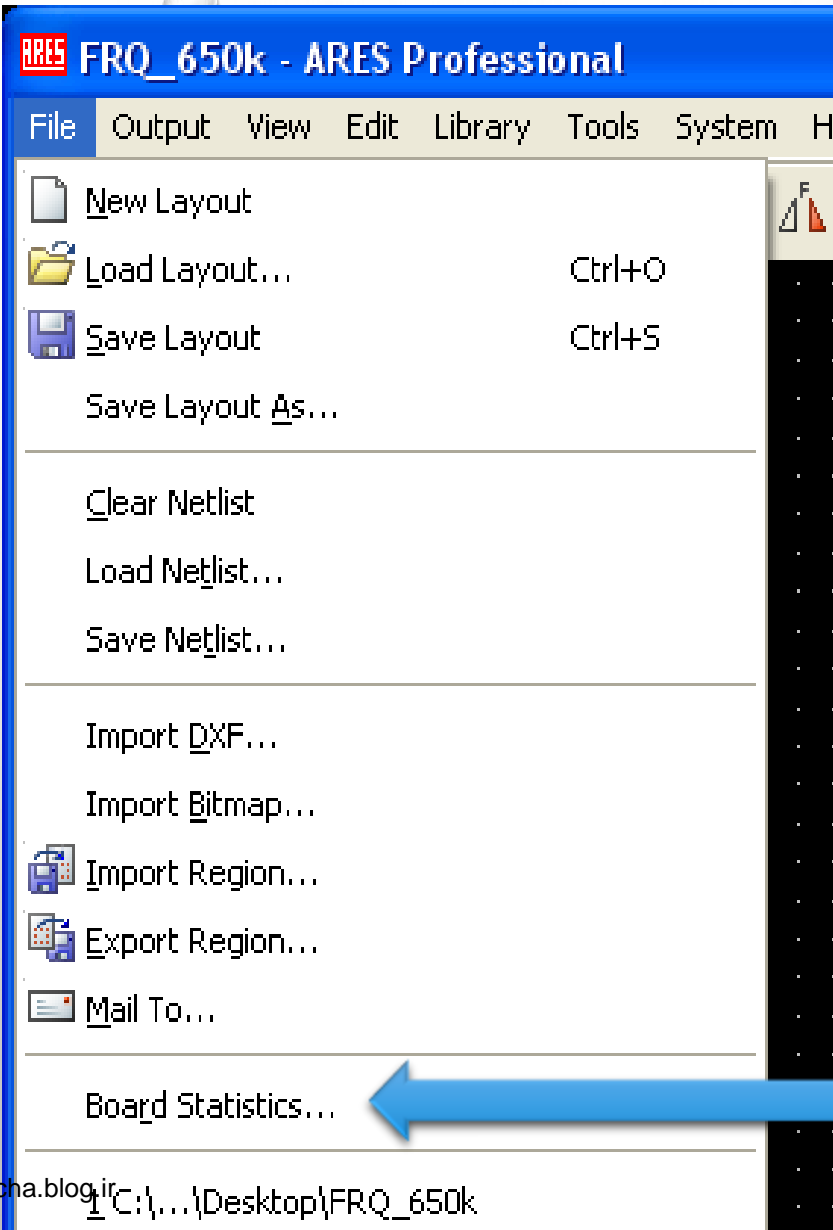 ARES FRQ_650k - ARES Professional
File Output View Edit Library Tools System H
New Layout
Load Layout... Ctrl+O
Save Layout Ctrl+S
Save Layout As...
Clear Netlist
Load Netlist...
Save Netlist...
Import DXF...
Import Bitmap...
Import Region...
Export Region...
Mail To...
Board Statistics...
1 C:\...\Desktop\FRQ_650k
cha.blog.ir
F